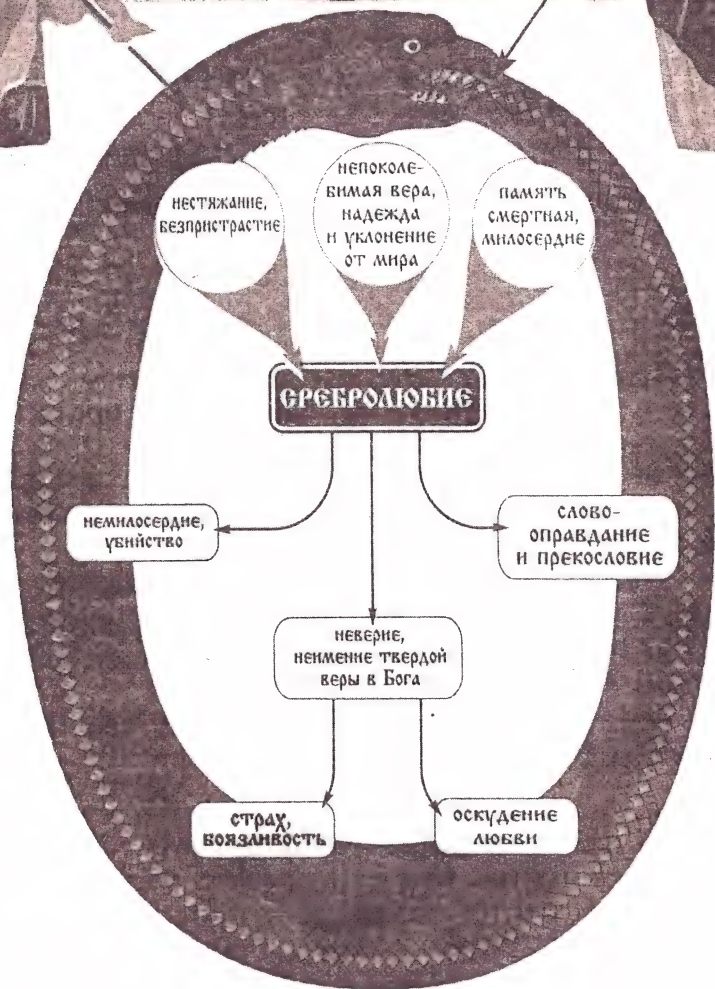 нестяжание,
безпристрастие
непоколе-
бимая вера,
надежда
и уклонение
от мира
память
смертная,
милосердие
СРЕБРОЛЮБИЕ
немилосердие,
убийство
слово-
оправдание
и прекословие
неверие,
неимение твердой
веры в Бога
страх,
боязливость
оскудение
любви